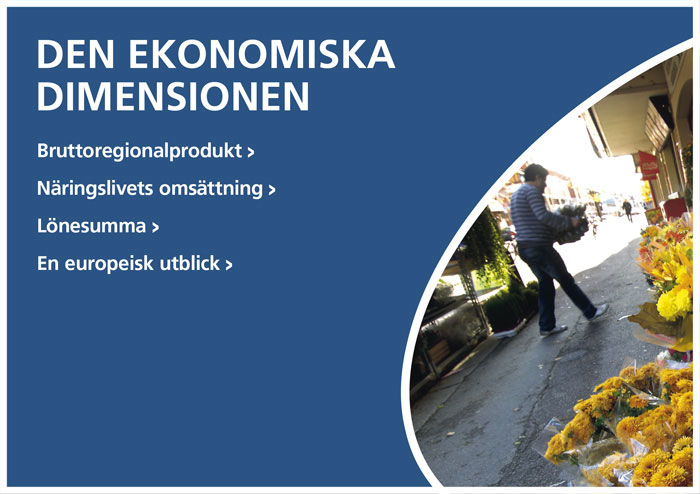 DEN EKONOMISKA
DIMENSIONEN
Bruttoregionalprodukt >
Näringslivets omsättning >
Lönesumma >
En europeisk utblick >